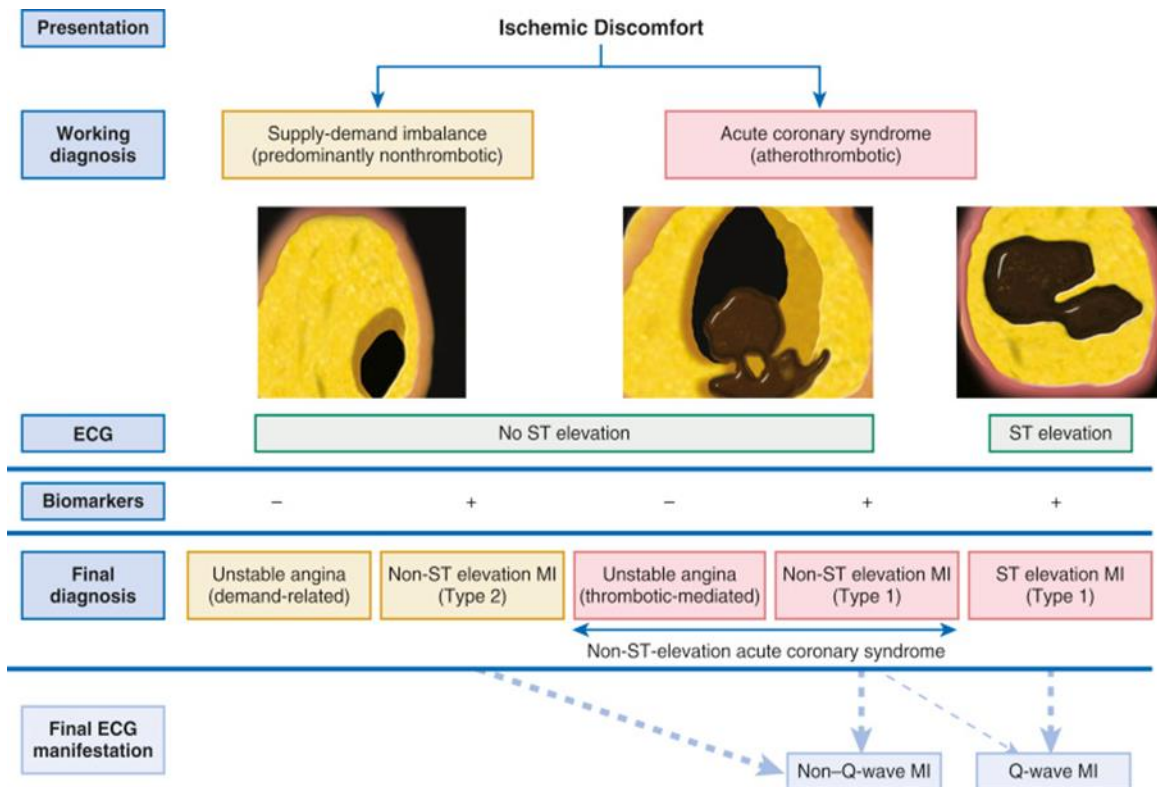 Presentation
Ischemic Discomfort
Working
diagnosis
Supply-demand imbalance
(predominantly nonthrombotic)
Acute coronary syndrome
(atherothrombotic)
ECG
No ST elevation
ST elevation
Biomarkers
– + – + +
Final
diagnosis
Unstable angina
(demand-related)
Non-ST elevation MI
(Type 2)
Unstable angina
(thrombotic-mediated)
Non-ST elevation MI
(Type 1)
ST elevation MI
(Type 1)
Non-ST-elevation acute coronary syndrome
Final ECG
manifestation
Non–Q-wave MI
Q-wave MI